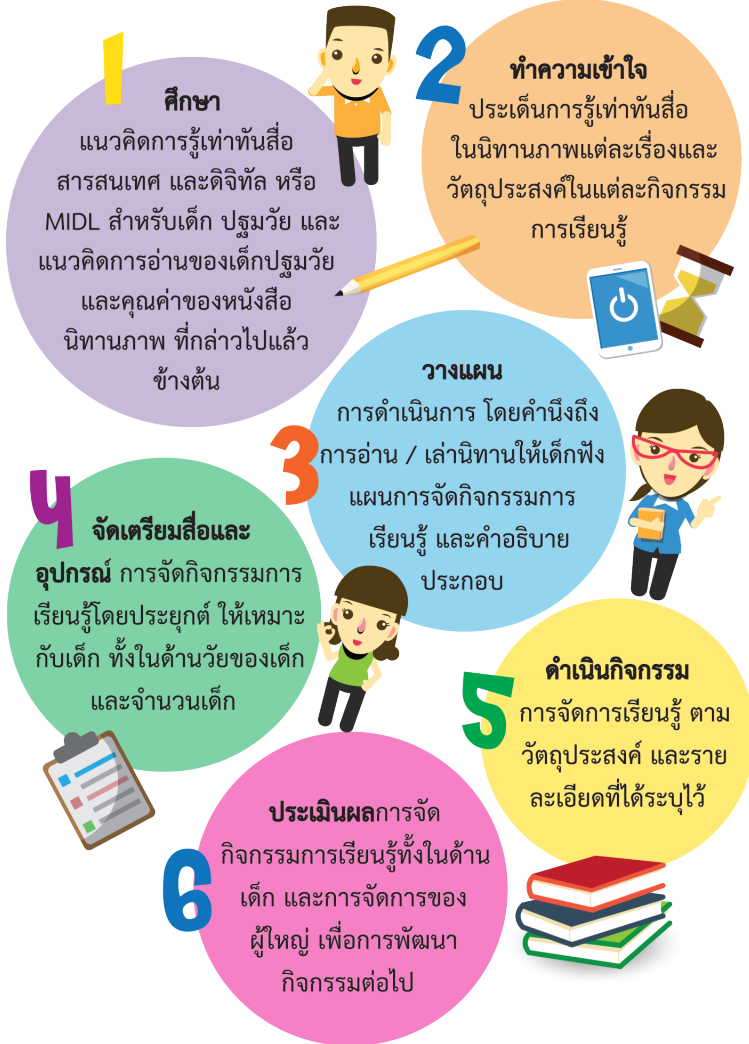 1
ศึกษา
แนวคิดการรู้เท่าทันสื่อ
สารสนเทศ และดิจิทัล หรือ
MIDL สำหรับเด็ก ปฐมวัย และ
แนวคิดการอ่านของเด็กปฐมวัย
และคุณค่าของหนังสือ
นิทานภาพ ที่กล่าวไปแล้ว
ข้างต้น
2
ทำความเข้าใจ
ประเด็นการรู้เท่าทันสื่อ
ในนิทานภาพแต่ละเรื่องและ
วัตถุประสงค์ในแต่ละกิจกรรม
การเรียนรู้
3
วางแผน
การดำเนินการ โดยคำนึงถึง
การอ่าน / เล่านิทานให้เด็กฟัง
แผนการจัดกิจกรรมการ
เรียนรู้ และคำอธิบาย
ประกอบ
4
จัดเตรียมสื่อและ
อุปกรณ์ การจัดกิจกรรมการ
เรียนรู้โดยประยุกต์ ให้เหมาะ
กับเด็ก ทั้งในด้านวัยของเด็ก
และจำนวนเด็ก
5
ดำเนินกิจกรรม
การจัดการเรียนรู้ ตาม
วัตถุประสงค์ และราย
ละเอียดที่ได้ระบุไว้
6
ประเมินผลการจัด
กิจกรรมการเรียนรู้ทั้งในด้าน
เด็ก และการจัดการของ
ผู้ใหญ่ เพื่อการพัฒนา
กิจกรรมต่อไป